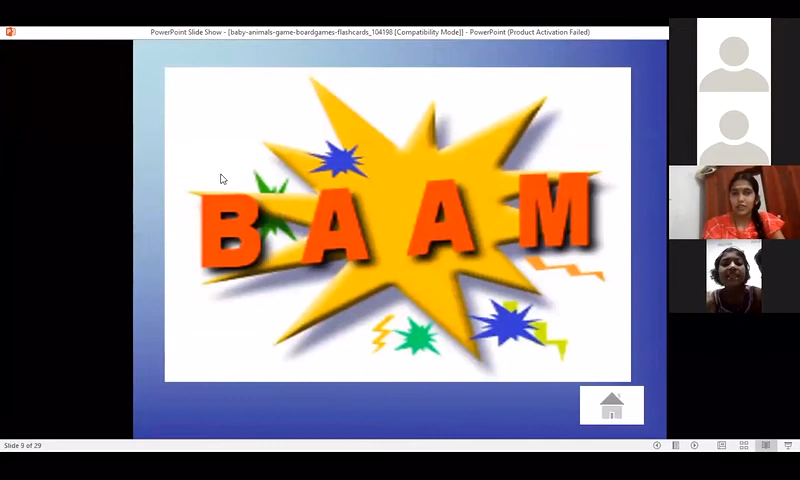 PowerPoint Slide Show - [baby-animals-game-boardgames-flashcards_104198 [Compatibility Mode]] - PowerPoint (Product Activation Failed)
BAAM
Slide 9 of 29